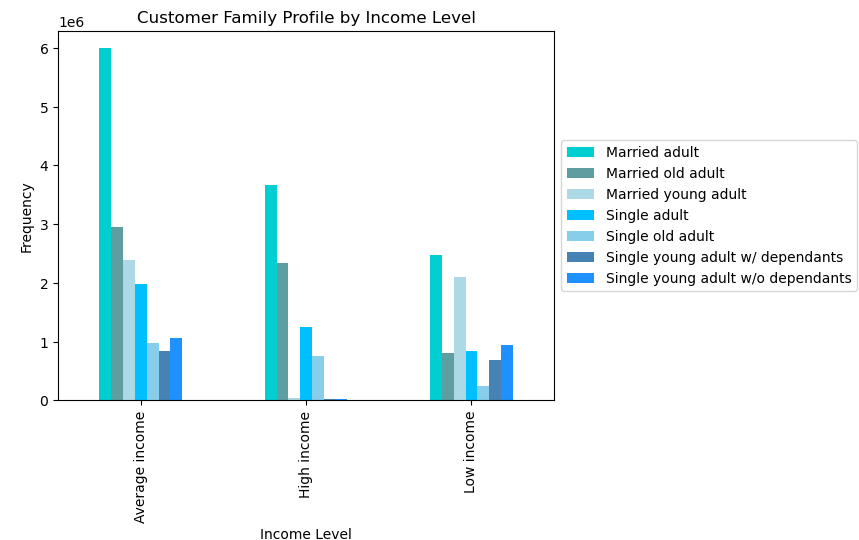 Customer Family Profile by Income Level
1e6
6
5
4
3
2
1
0
Frequency
Average income
High income
Low income
Income Level
Married adult
Married old adult
Married young adult
Single adult
Single old adult
Single young adult w/ dependants
Single young adult w/o dependants